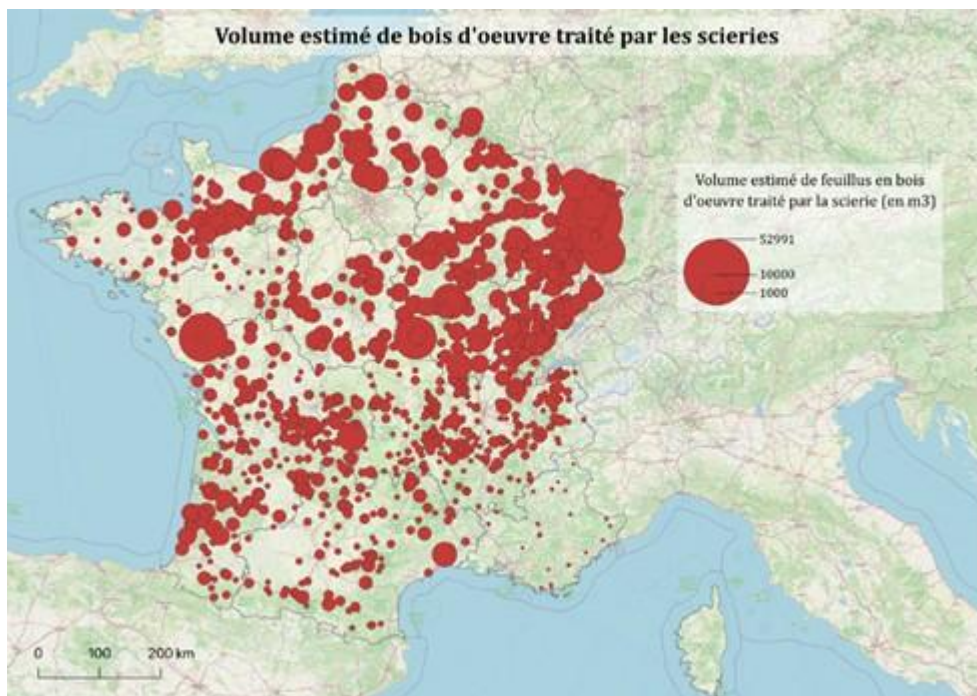 Volume estimé de bois d'oeuvre traité par les scieries
Volume estimé de feuillus en bois
d'oeuvre traité par la scierie (en m3)
52991
10000
1000
0 100 200 km